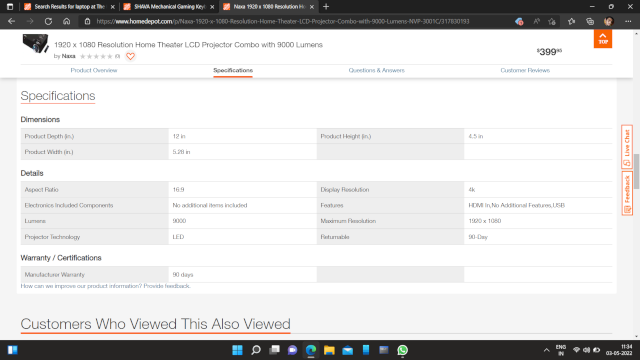 Search Results for laptop at The
SHAVA Mechanical Gaming Key
Naxa 1920 x 1080 Resolution H
https://www.homedepot.com/p/Naxa-1920-x-1080-Resolution-Home-Theater-LCD-Projector-Combo-with-9000-Lumens-NVP-3001C/317830193
1920 x 1080 Resolution Home Theater LCD Projector Combo with 9000 Lumens
by Naxa (0)
$399
TOP
Product Overview Specifications Questions & Answers Customer Reviews
Specifications
Dimensions
Product Depth (in.) 12 in Product Height (in.) 4.5 in
Product Width (in.) 5.28 in
Details
Aspect Ratio 16:9 Display Resolution 4k
Electronics Included Components No additional items included Features HDMI In,No Additional Features,USB
Lumens 9000 Maximum Resolution 1920 x 1080
Projector Technology LED Returnable 90-Day
Warranty / Certifications
Manufacturer Warranty 90 days
How can we improve our product information? Provide feedback.
Customers Who Viewed This Also Viewed
Live Chat
Feedback
ENG
IN
11:34
03-05-2022